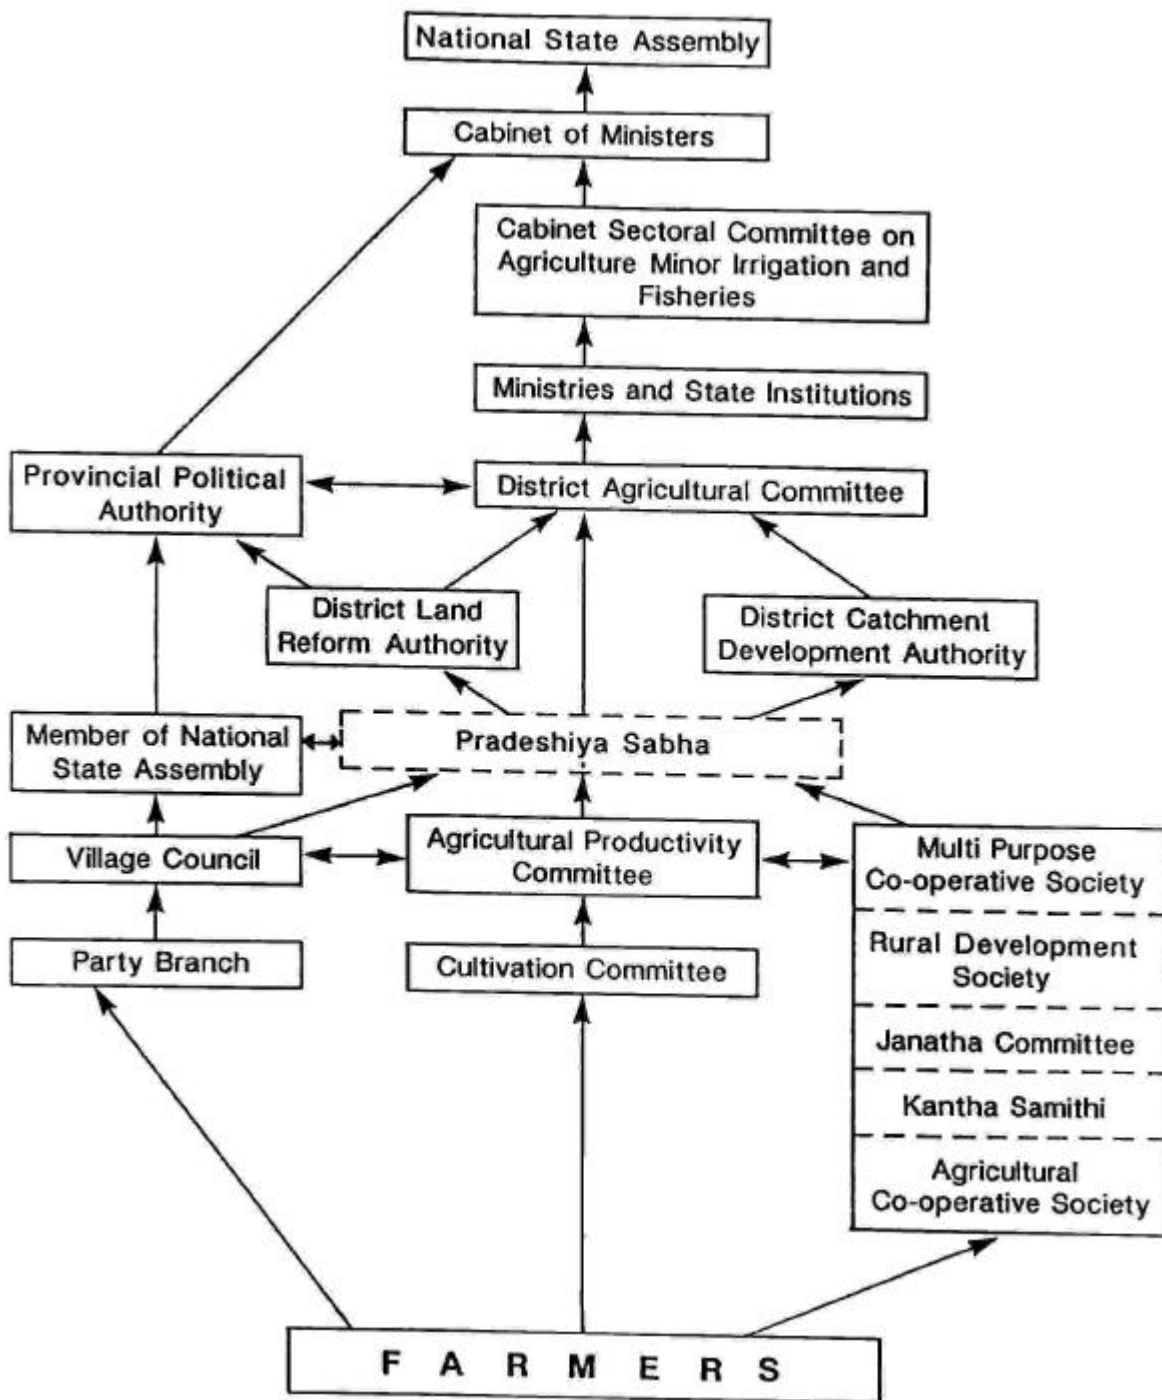 National State Assembly
Cabinet of Ministers
Cabinet Sectoral Committee on
Agriculture Minor Irrigation and
Fisheries
Ministries and State Institutions
Provincial Political
Authority
District Agricultural Committee
District Land
Reform Authority
District Catchment
Development Authority
Member of National
State Assembly
Pradeshiya Sabha
Village Council
Agricultural Productivity
Committee
Multi Purpose
Co-operative Society
Party Branch
Cultivation Committee
Rural Development
Society
Janatha Committee
Kantha Samithi
Agricultural
Co-operative Society
F A R M E R S